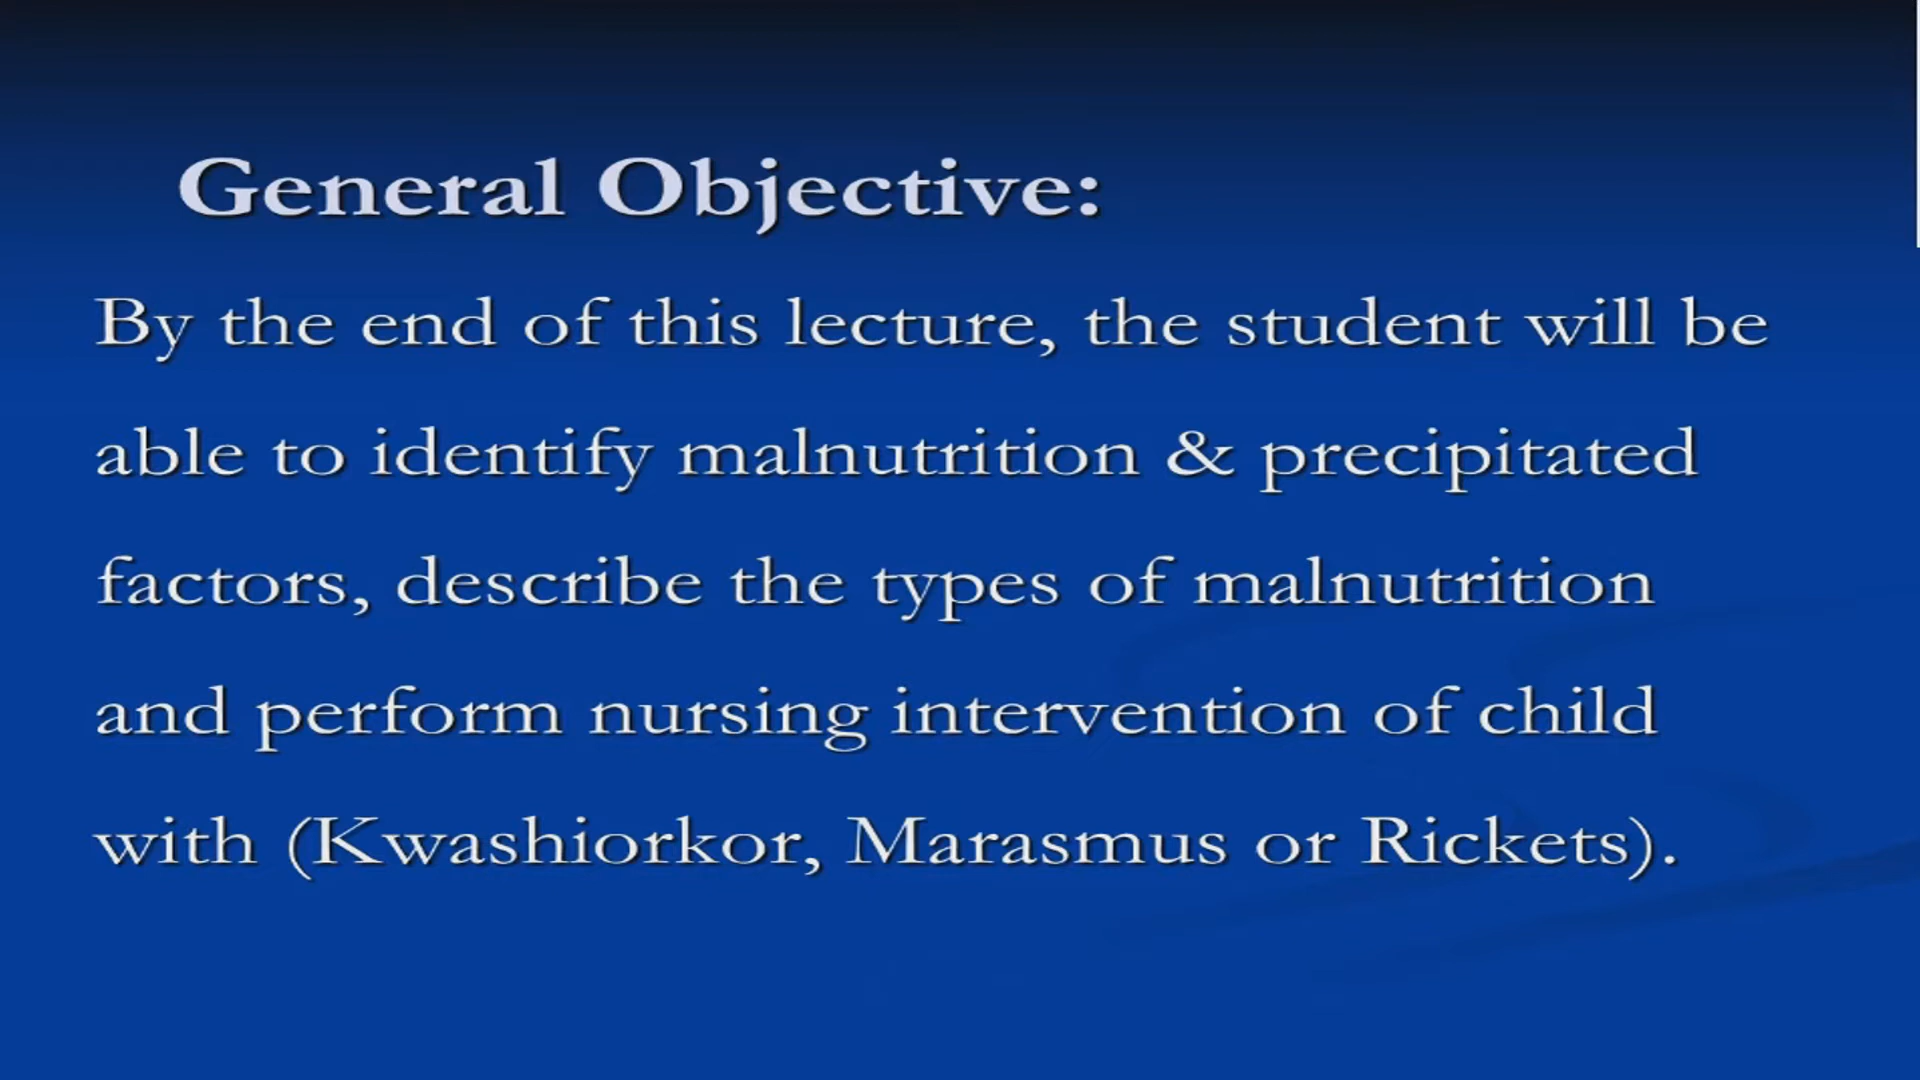 General Objective:
By the end of this lecture, the student will be
able to identify malnutrition & precipitated
factors, describe the types of malnutrition
and perform nursing intervention of child
with (Kwashiorkor, Marasmus or Rickets).